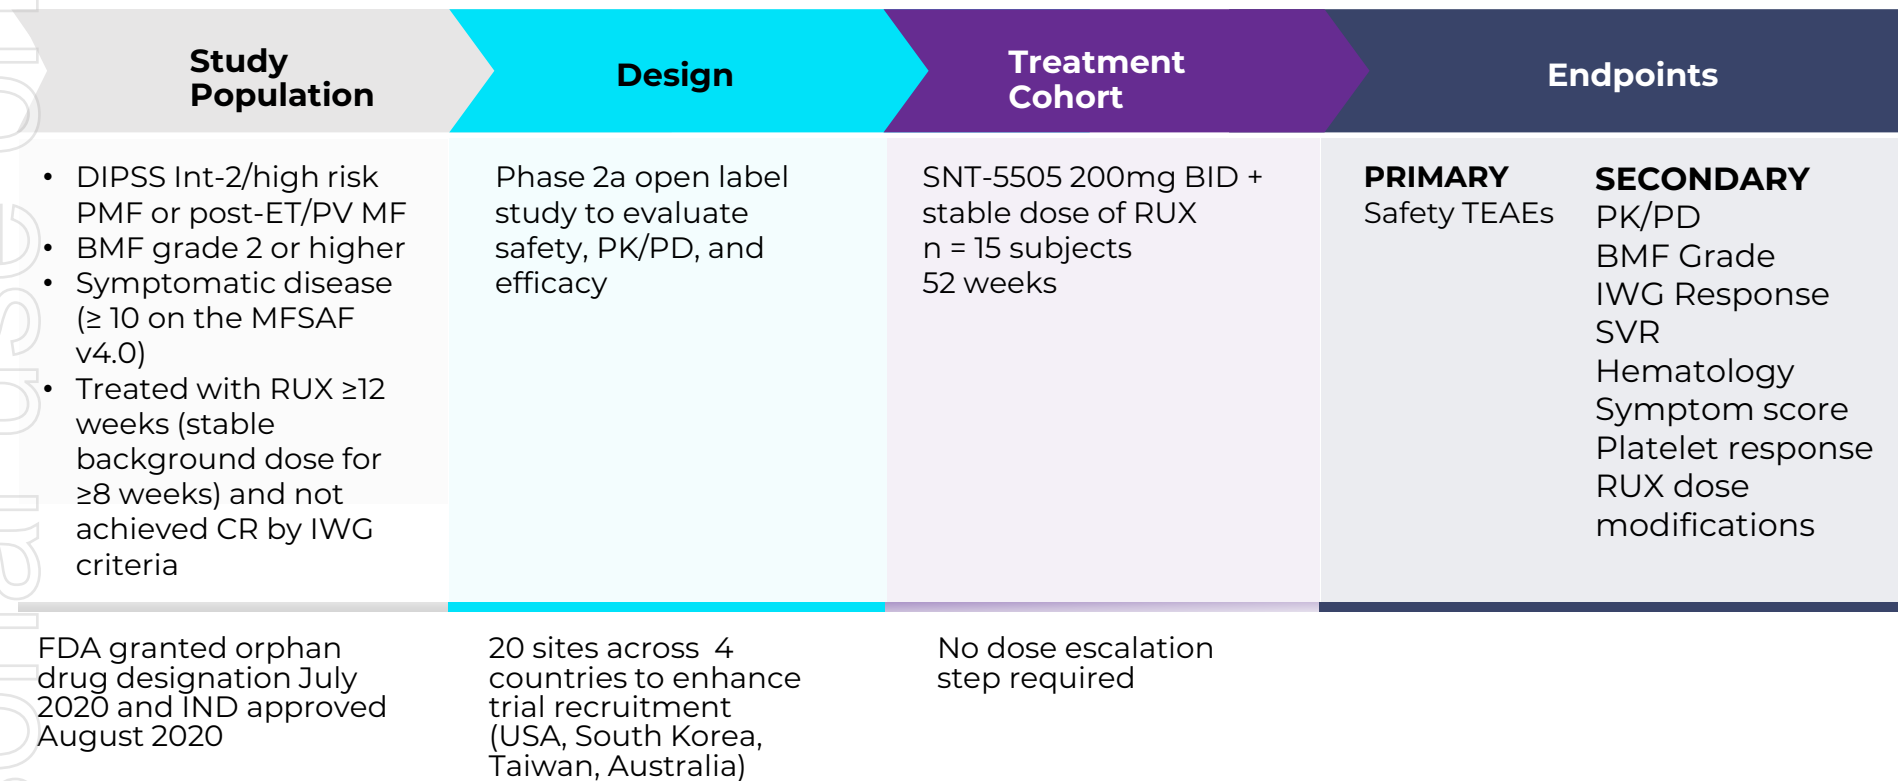 Study
Population
Design
Treatment
Cohort
Endpoints
• DIPSS Int-2/high risk
PMF or post-ET/PV MF
• BMF grade 2 or higher
• Symptomatic disease
(≥ 10 on the MFSAF
v4.0)
• Treated with RUX ≥12
weeks (stable
background dose for
≥8 weeks) and not
achieved CR by IWG
criteria
Phase 2a open label
study to evaluate
safety, PK/PD, and
efficacy
SNT-5505 200mg BID +
stable dose of RUX
n = 15 subjects
52 weeks
PRIMARY
Safety TEAEs
SECONDARY
PK/PD
BMF Grade
IWG Response
SVR
Hematology
Symptom score
Platelet response
RUX dose
modifications
FDA granted orphan
drug designation July
2020 and IND approved
August 2020
20 sites across 4
countries to enhance
trial recruitment
(USA, South Korea,
Taiwan, Australia)
No dose escalation
step required